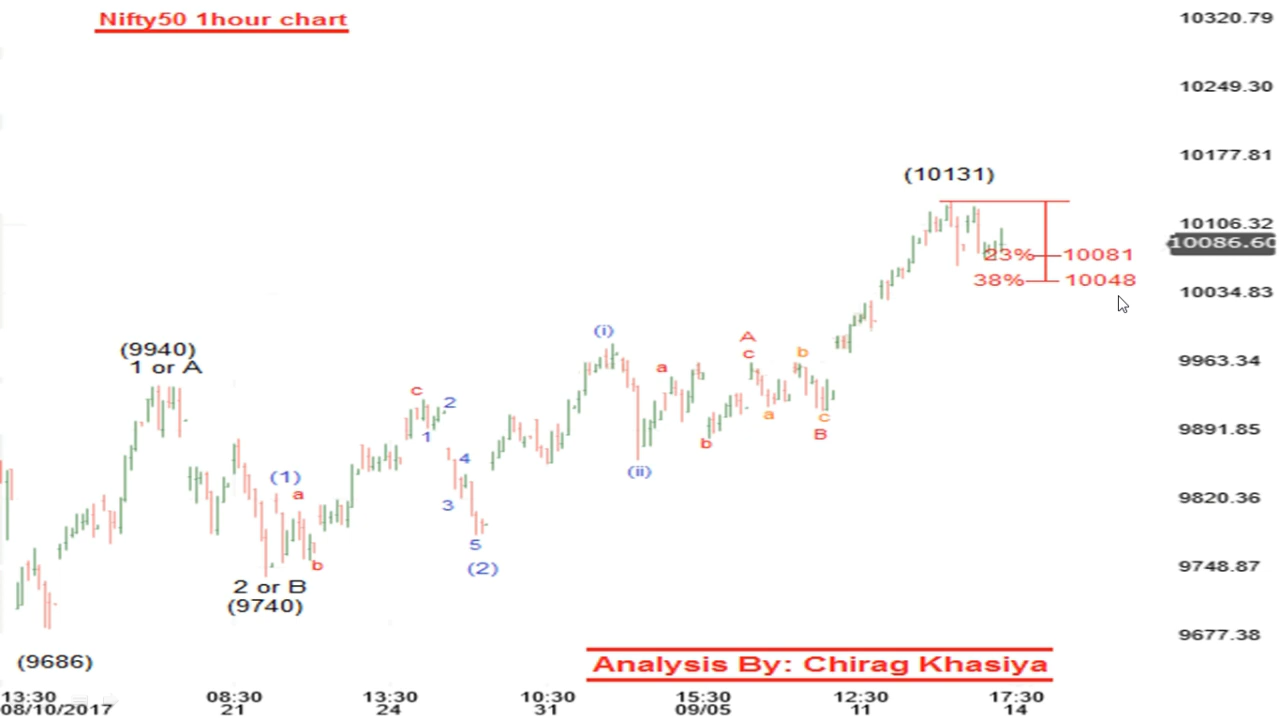 Nifty50 1hour chart
10320.79
10249.30
10177.81
(10131)
10106.32
10086.60
23% 10081
38% 10048
10034.83
(i)
A
c
b
9963.34
(9940)
1 or A
a
c
2
a
c
1
b
B
9891.85
4
(ii)
(1)
a
3
9820.36
5
b
(2)
9748.87
2 or B
(9740)
9677.38
(9686)
Analysis By: Chirag Khasiya
13:30 08:30 13:30 10:30 15:30 12:30 17:30
08/10/2017 21 24 31 09/05 11 14